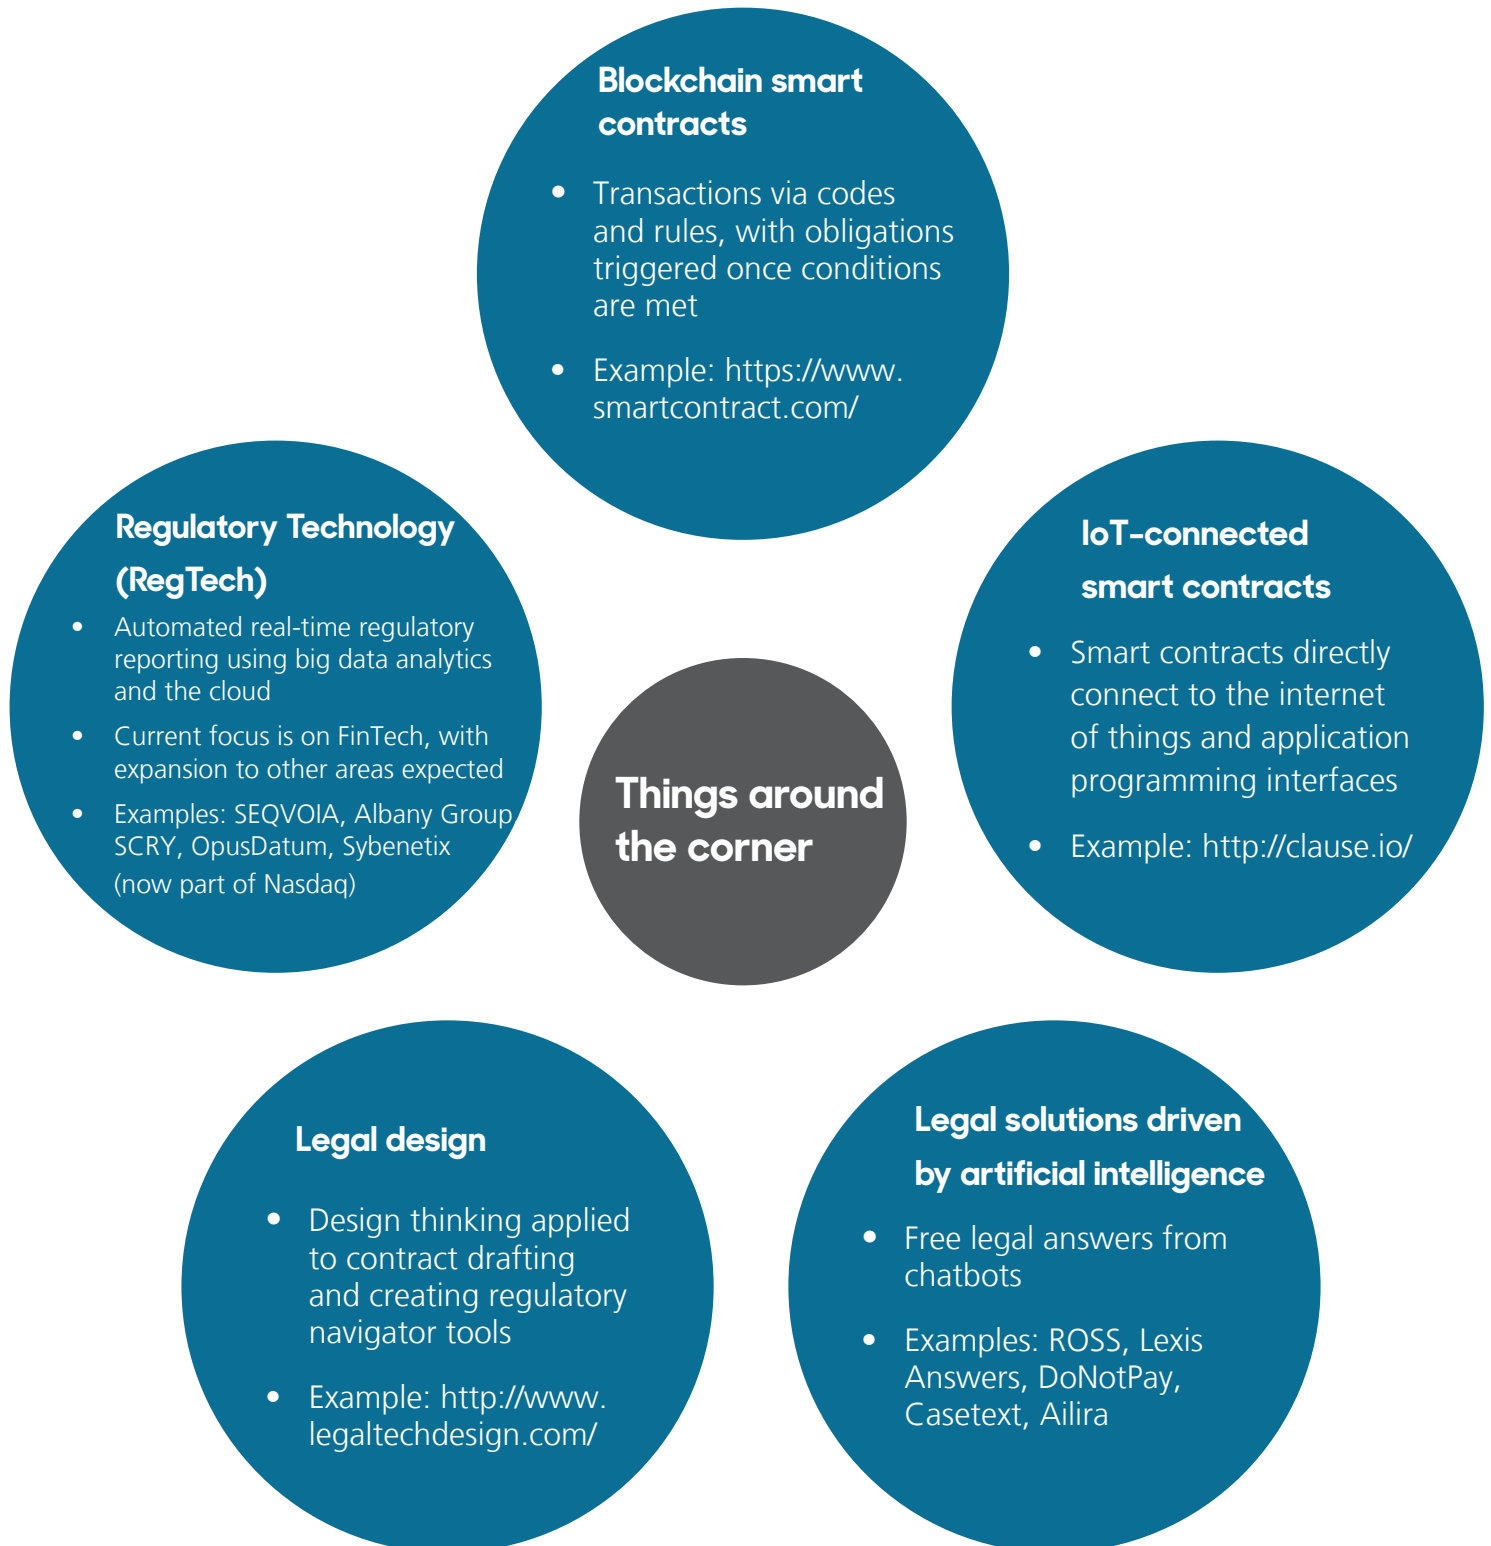 Blockchain smart
contracts
• Transactions via codes
and rules, with obligations
triggered once conditions
are met
• Example: https://www.
smartcontract.com/
Regulatory Technology
(RegTech)
• Automated real-time regulatory
reporting using big data analytics
and the cloud
• Current focus is on FinTech, with
expansion to other areas expected
• Examples: SEQVOIA, Albany Group,
SCRY, OpusDatum, Sybenetix
(now part of Nasdaq)
IoT-connected
smart contracts
• Smart contracts directly
connect to the internet
of things and application
programming interfaces
• Example: http://clause.io/
Things around
the corner
Legal design
• Design thinking applied
to contract drafting
and creating regulatory
navigator tools
• Example: http://www.
legaltechdesign.com/
Legal solutions driven
by artificial intelligence
• Free legal answers from
chatbots
• Examples: ROSS, Lexis
Answers, DoNotPay,
Casetext, Ailira